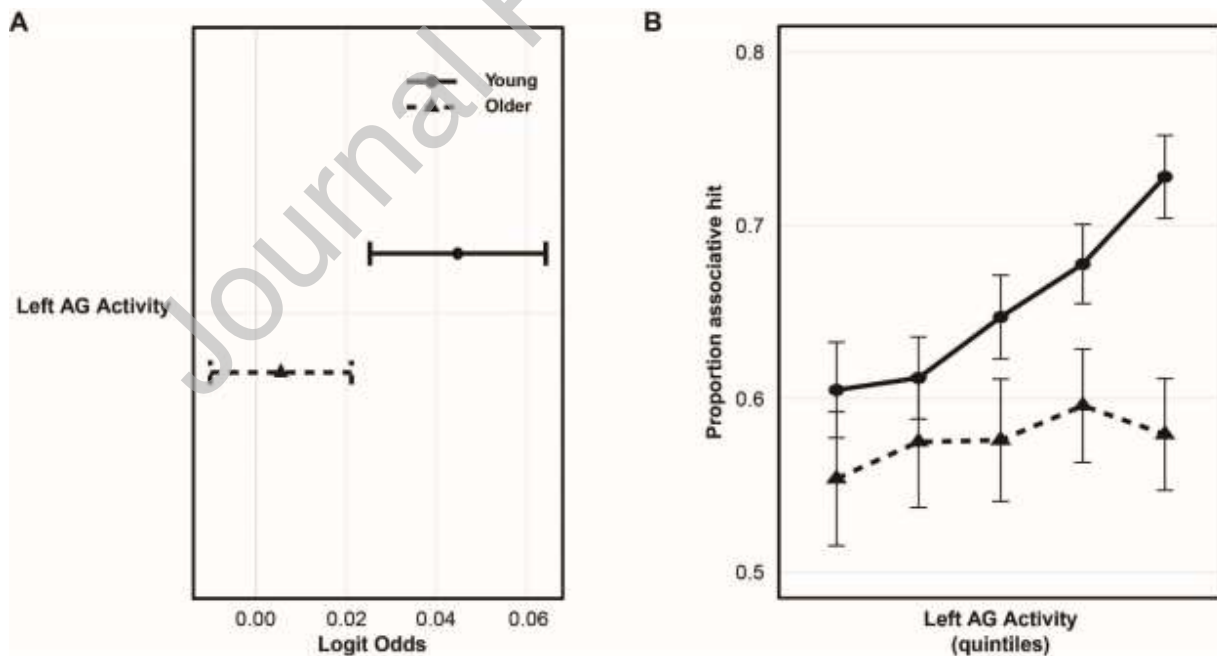 A
Journal P
Young
Older
Left AG Activity
0.00
0.02
0.04
0.06
Logit Odds
B
0.8
0.7
0.6
0.5
Proportion associative hit
Left AG Activity
(quintiles)